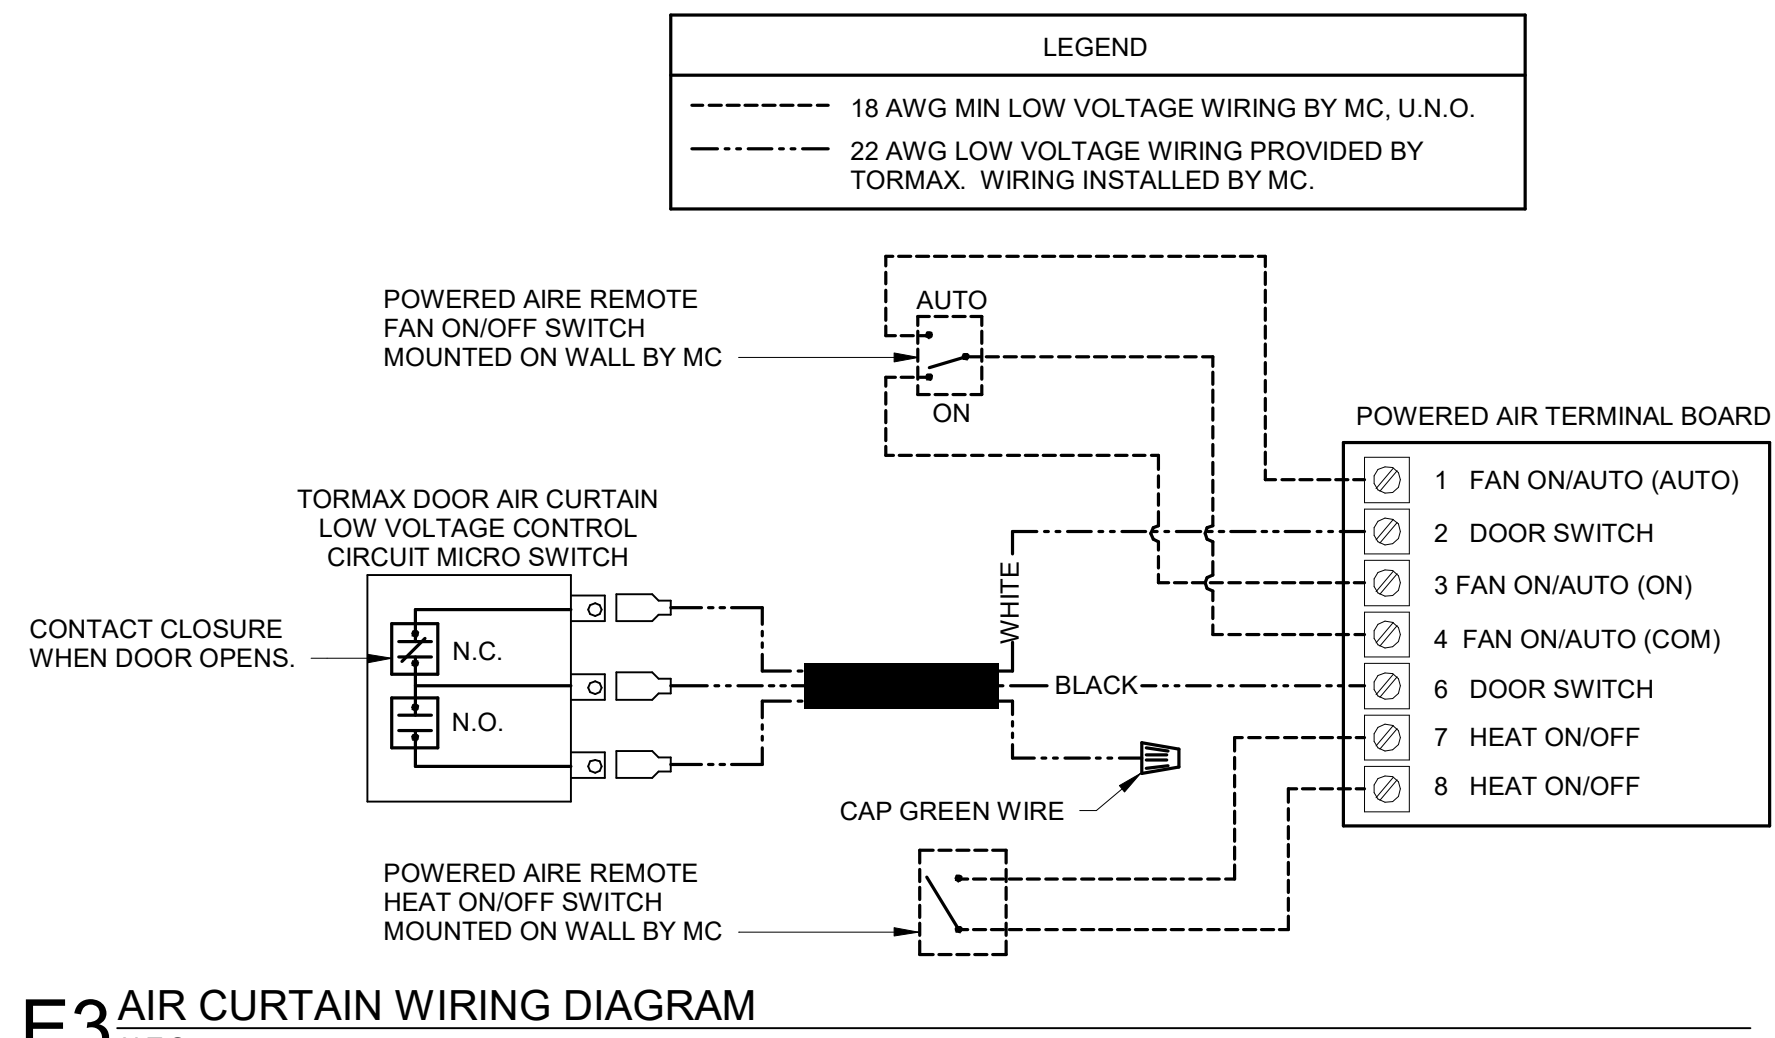 LEGEND
18 AWG MIN LOW VOLTAGE WIRING BY MC, U.N.O.
22 AWG LOW VOLTAGE WIRING PROVIDED BY
TORMAX. WIRING INSTALLED BY MC.
POWERED AIRE REMOTE
FAN ON/OFF SWITCH
MOUNTED ON WALL BY MC
AUTO
ON
POWERED AIR TERMINAL BOARD
1 FAN ON/AUTO (AUTO)
2 DOOR SWITCH
3 FAN ON/AUTO (ON)
4 FAN ON/AUTO (COM)
6 DOOR SWITCH
7 HEAT ON/OFF
8 HEAT ON/OFF
TORMAX DOOR AIR CURTAIN
LOW VOLTAGE CONTROL
CIRCUIT MICRO SWITCH
CONTACT CLOSURE
WHEN DOOR OPENS.
N.C.
N.O.
WHITE
BLACK
CAP GREEN WIRE
POWERED AIRE REMOTE
HEAT ON/OFF SWITCH
MOUNTED ON WALL BY MC
E3 AIR CURTAIN WIRING DIAGRAM